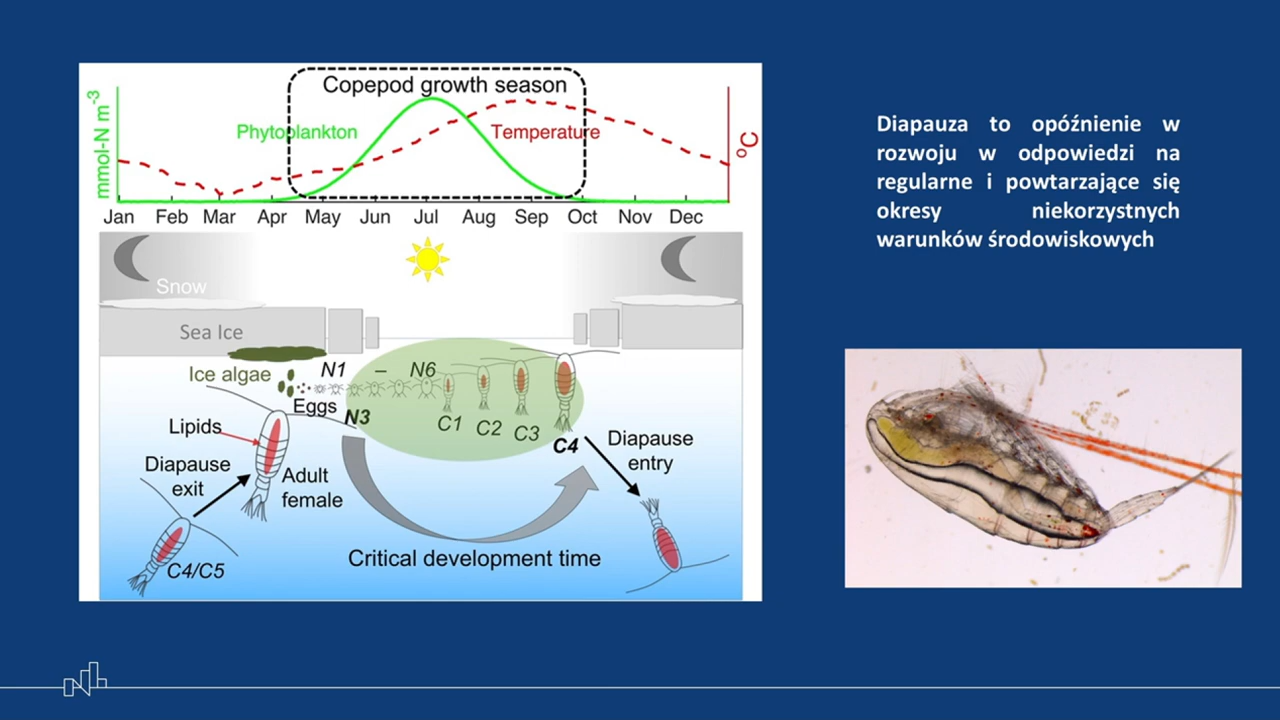 Copepod growth season
mmol-N m-3
Phytoplankton
Temperature
oC
Jan Feb Mar Apr May Jun Jul Aug Sep Oct Nov Dec
Snow
Sea Ice
Ice algae
N1 – N6
Eggs
N3
C1 C2 C3 C4
Lipids
Diapause
exit
Adult
female
C4/C5
Diapause
entry
Critical development time
Diapauza to opóźnienie w
rozwoju w odpowiedzi na
regularne i powtarzające się
okresy niekorzystnych
warunków środowiskowych